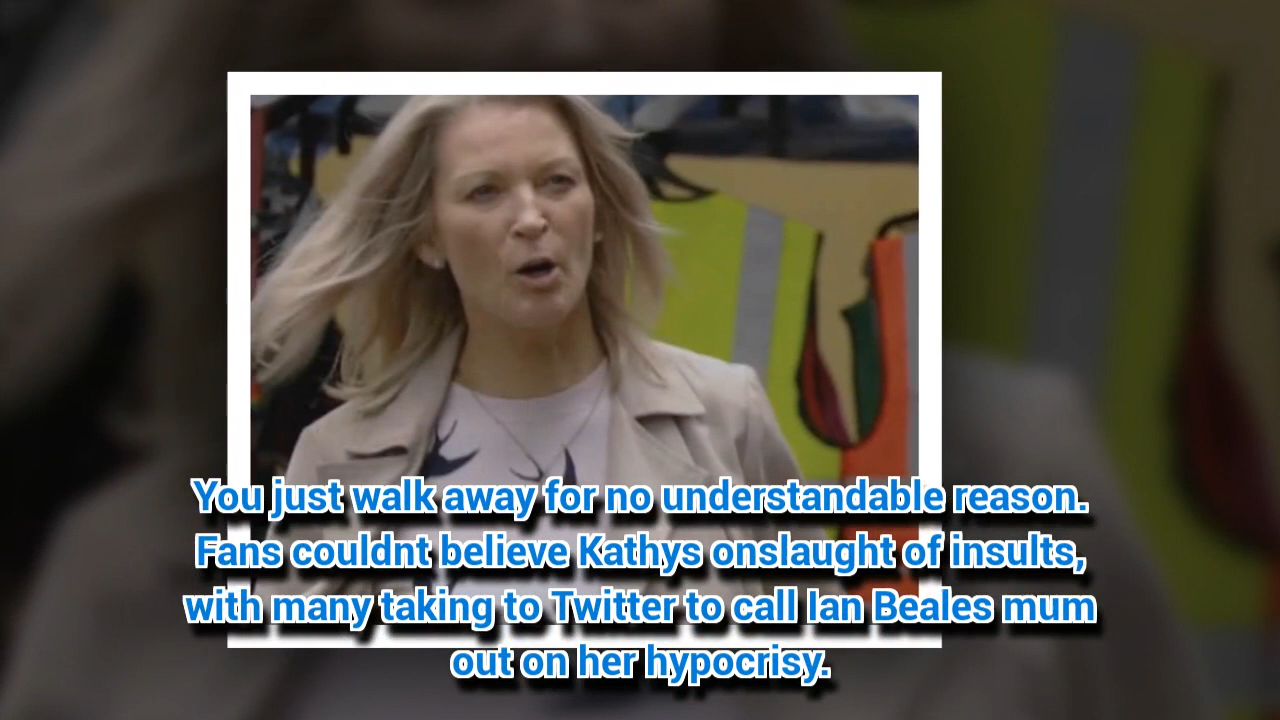 You just walk away for no understandable reason.
Fans couldnt believe Kathys onslaught of insults,
with many taking to Twitter to call Ian Beales mum
out on her hypocrisy.